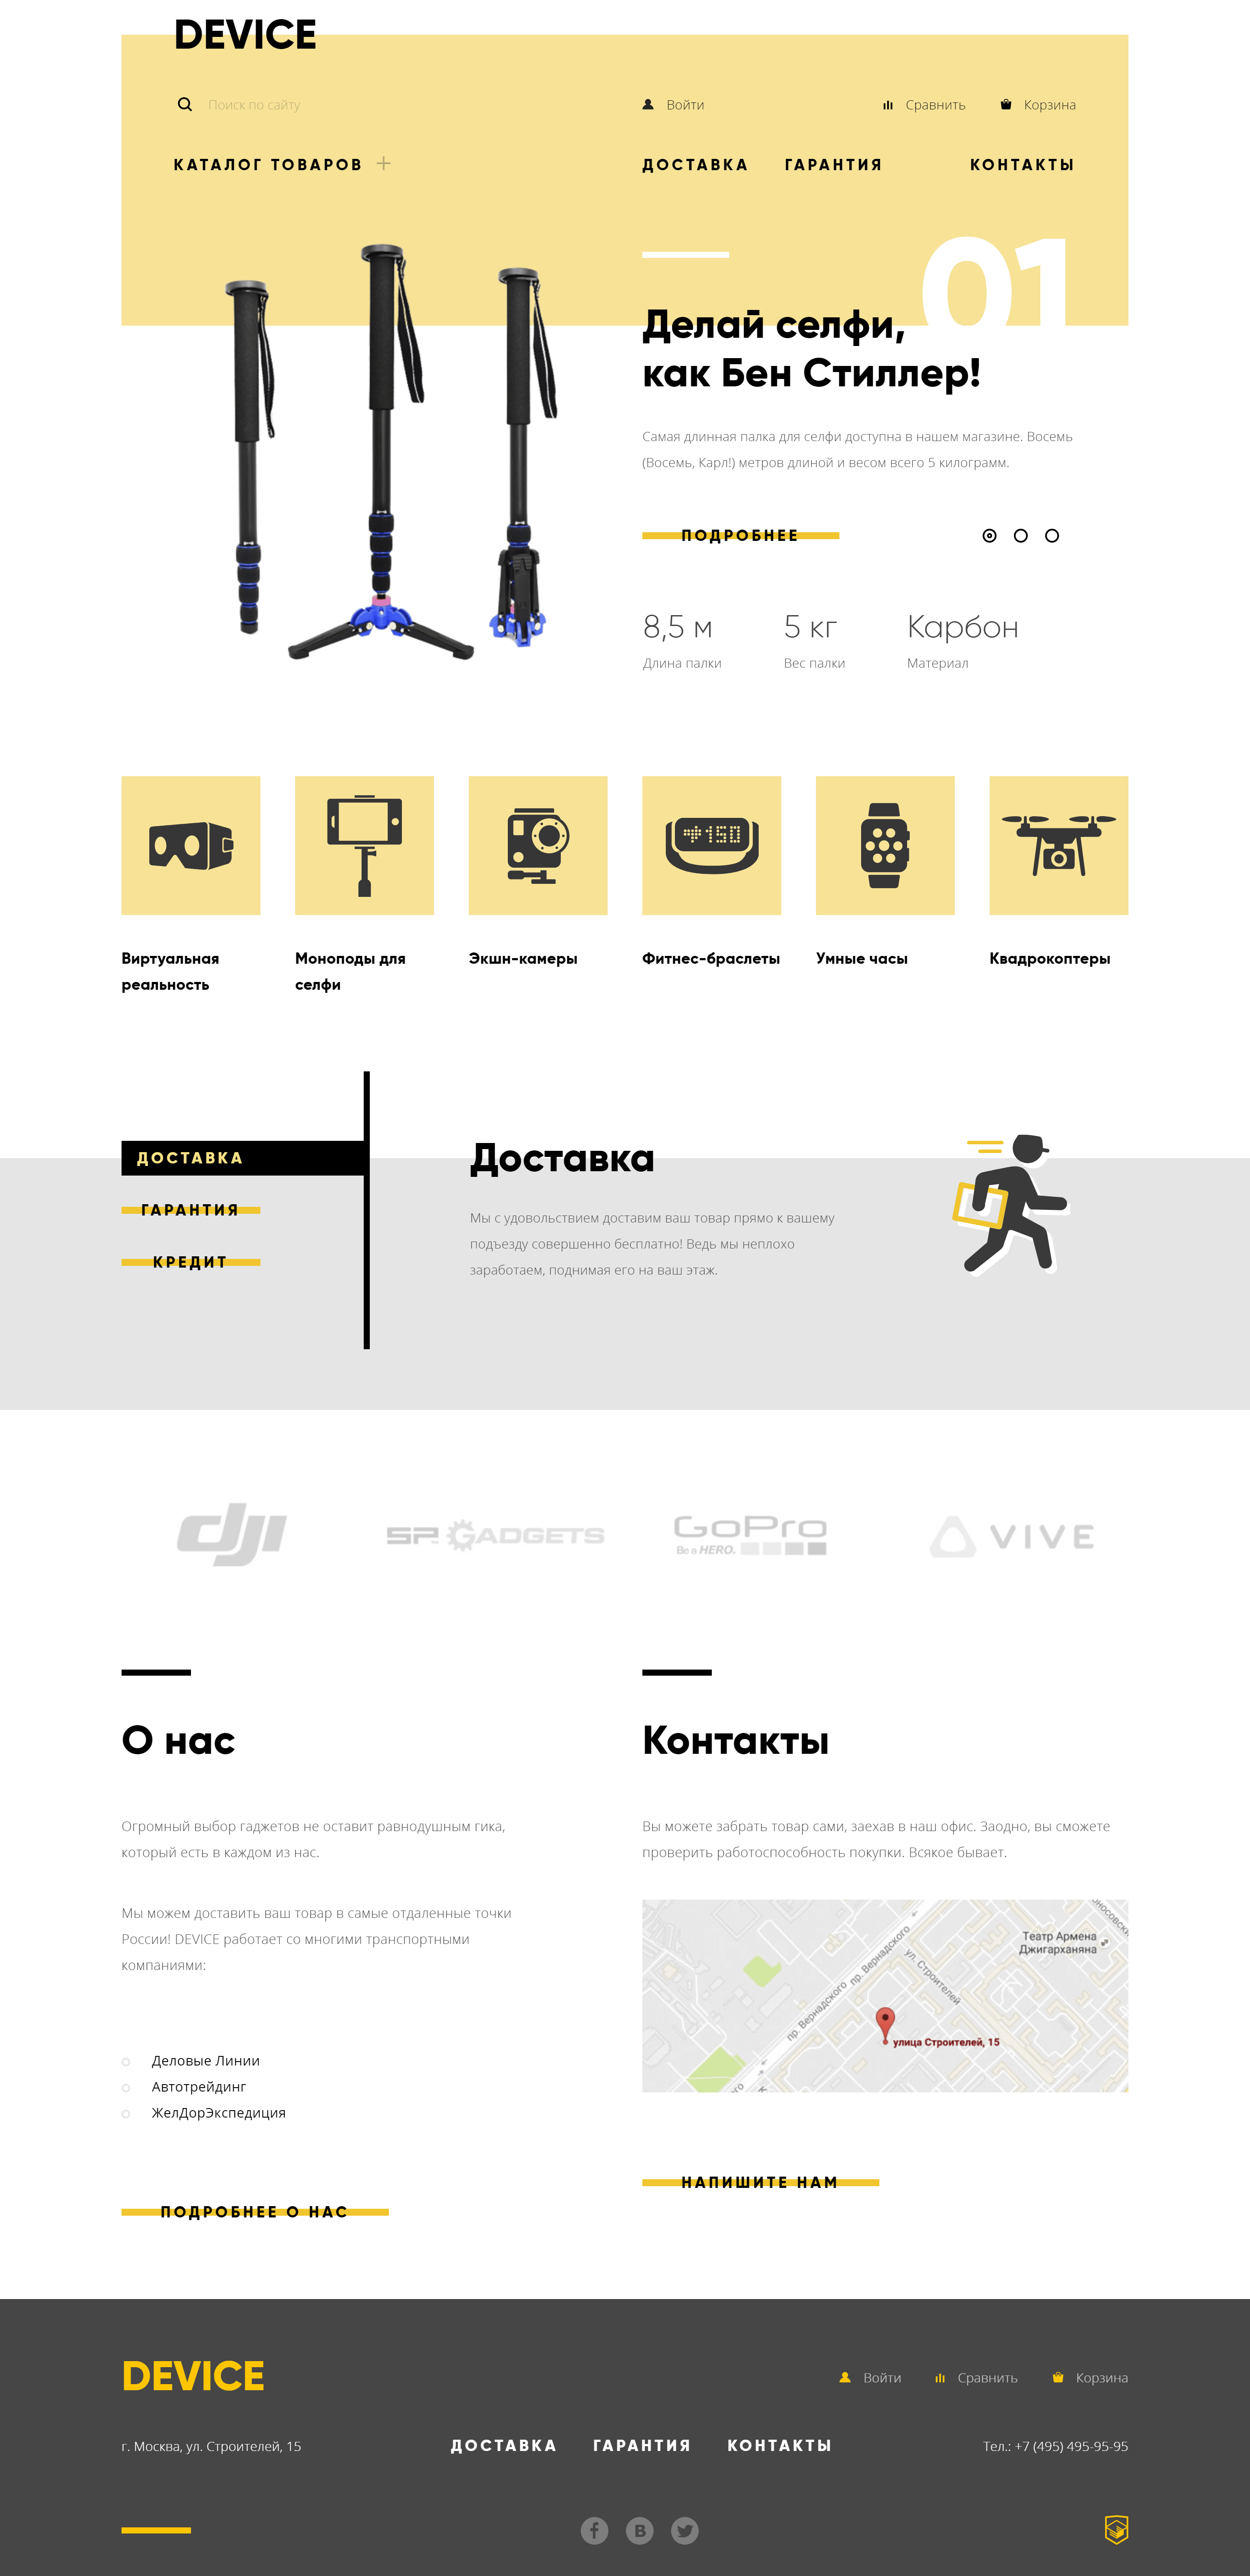 DEVICE
Поиск по сайту
Войти
Сравнить
Корзина
КАТАЛОГ ТОВАРОВ
ДОСТАВКА
ГАРАНТИЯ
КОНТАКТЫ
01
Делай селфи,
как Бен Стиллер!
Самая длинная палка для селфи доступна в нашем магазине. Восемь
(Восемь, Карл!) метров длиной и весом всего 5 килограмм.
ПОДРОБНЕЕ
8,5 м
5 кг
Карбон
Длина палки
Вес палки
Материал
150
Виртуальная
реальность
Моноподы для
селфи
Экшн-камеры
Фитнес-браслеты
Умные часы
Квадрокоптеры
ДОСТАВКА
ГАРАНТИЯ
КРЕДИТ
Доставка
Мы с удовольствием доставим ваш товар прямо к вашему
подъезду совершенно бесплатно! Ведь мы неплохо
заработаем, поднимая его на ваш этаж.
dji
SP GADGETS
GoPro
Be a HERO.
VIVE
О нас
Огромный выбор гаджетов не оставит равнодушным гика,
который есть в каждом из нас.
Мы можем доставить ваш товар в самые отдаленные точки
России! DEVICE работает со многими транспортными
компаниями:
Деловые Линии
Автотрейдинг
ЖелДорЭкспедиция
ПОДРОБНЕЕ О НАС
Контакты
Вы можете забрать товар сами, заехав в наш офис. Заодно, вы сможете
проверить работоспособность покупки. Всякое бывает.
Театр Армена
Джигарханяна
пр. Вернадского
пр. Вернадского
ул. Строителей
улица Строителей, 15
НАПИШИТЕ НАМ
DEVICE
Войти
Сравнить
Корзина
г. Москва, ул. Строителей, 15
ДОСТАВКА
ГАРАНТИЯ
КОНТАКТЫ
Тел.: +7 (495) 495-95-95